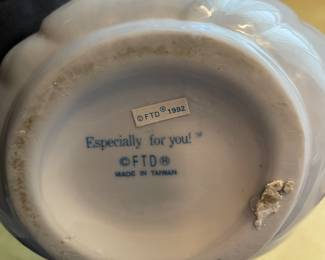 ©FTD® 1992
Especially for you!™
©FTD®
MADE IN TAIWAN